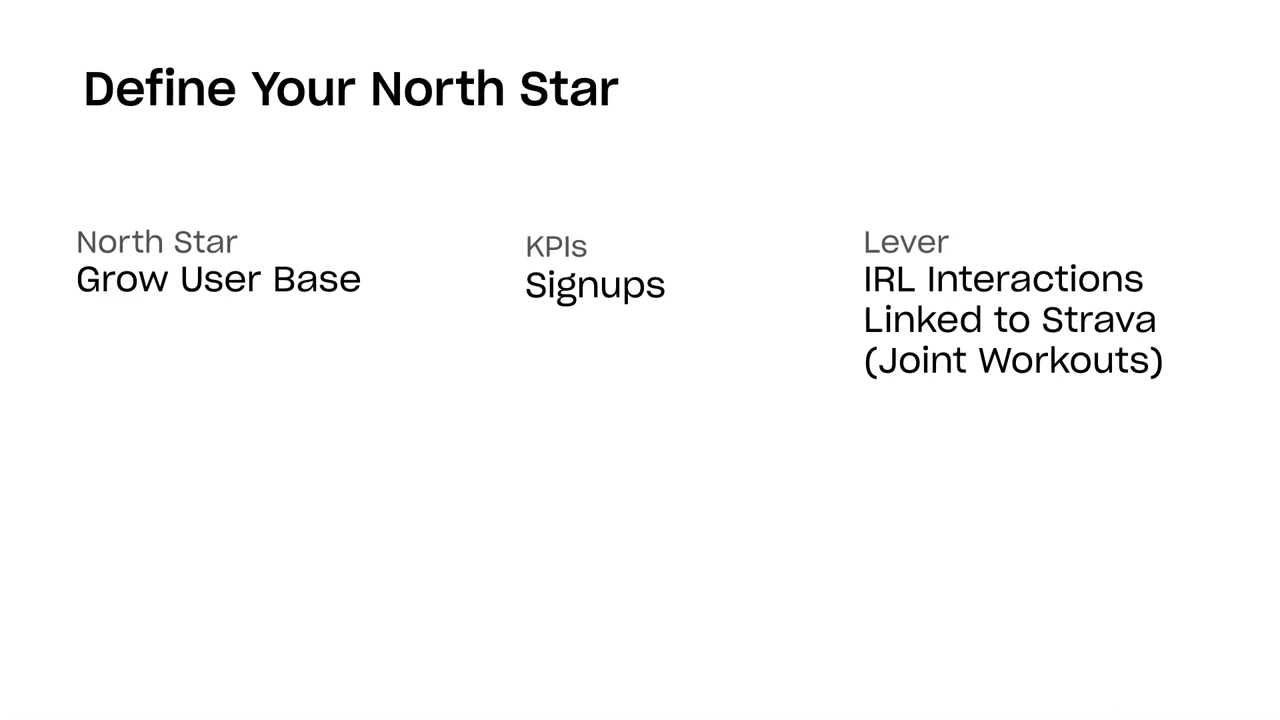 Define Your North Star
North Star
Grow User Base
KPIs
Signups
Lever
IRL Interactions
Linked to Strava
(Joint Workouts)